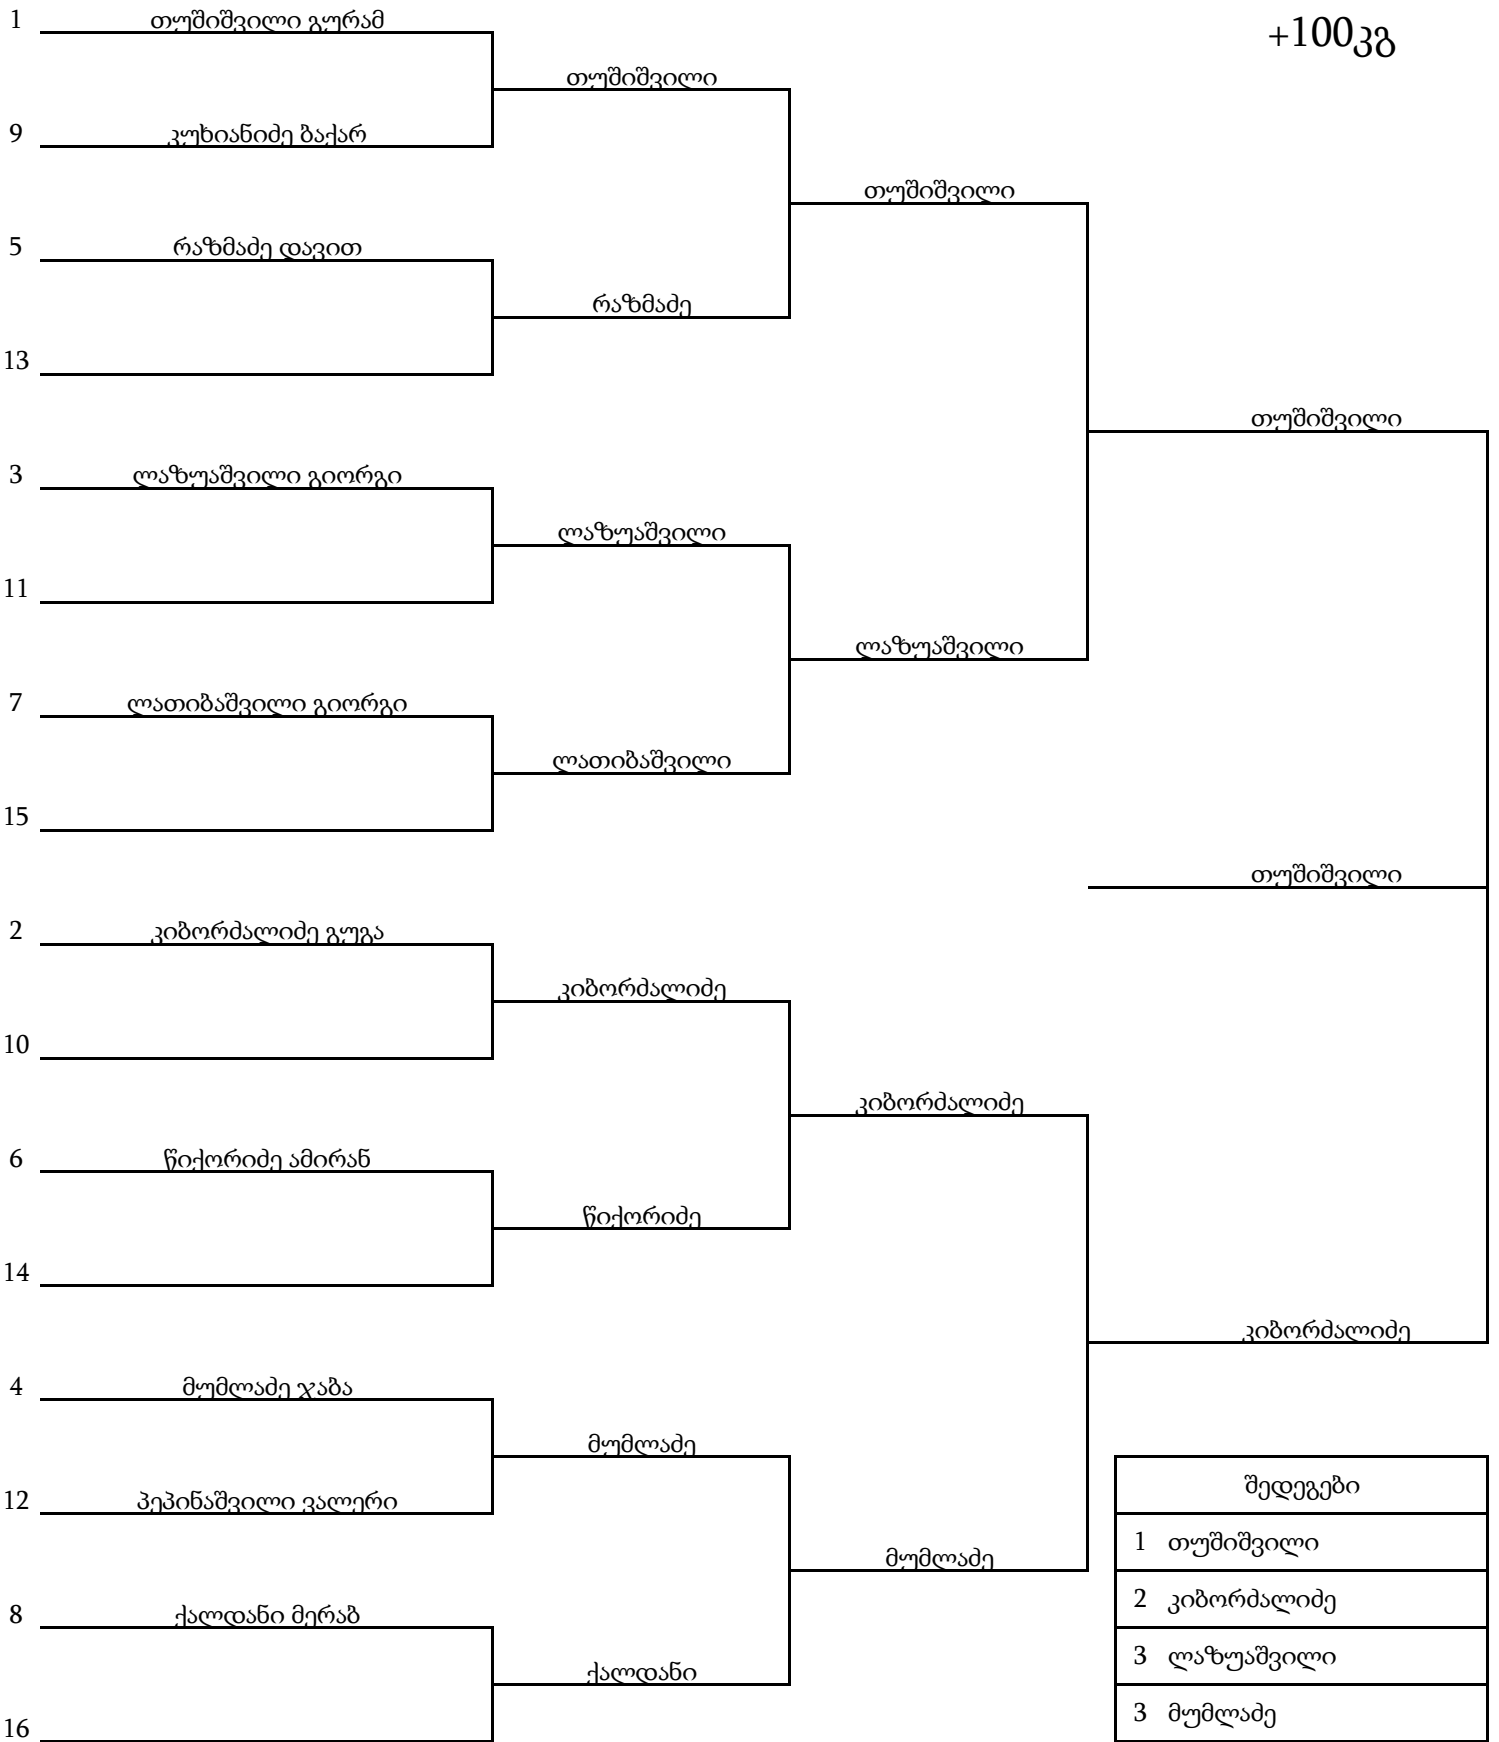 +100კგ
1 თუშიშვილი გურამ
თუშიშვილი
9 კუხიანიძე ბაქარ
თუშიშვილი
5 რაზმაძე დავით
რაზმაძე
13
თუშიშვილი
3 ლაზუაშვილი გიორგი
ლაზუაშვილი
11
ლაზუაშვილი
7 ლათიბაშვილი გიორგი
ლათიბაშვილი
15
თუშიშვილი
2 კიბორძალიძე გუგა
კიბორძალიძე
10
კიბორძალიძე
6 წიქორიძე ამირან
წიქორიძე
14
კიბორძალიძე
4 მუმლაძე ჯაბა
მუმლაძე
12 პეპინაშვილი ვალერი
მუმლაძე
8 ქალდანი მერაბ
ქალდანი
16
შედეგები
1 თუშიშვილი
2 კიბორძალიძე
3 ლაზუაშვილი
3 მუმლაძე